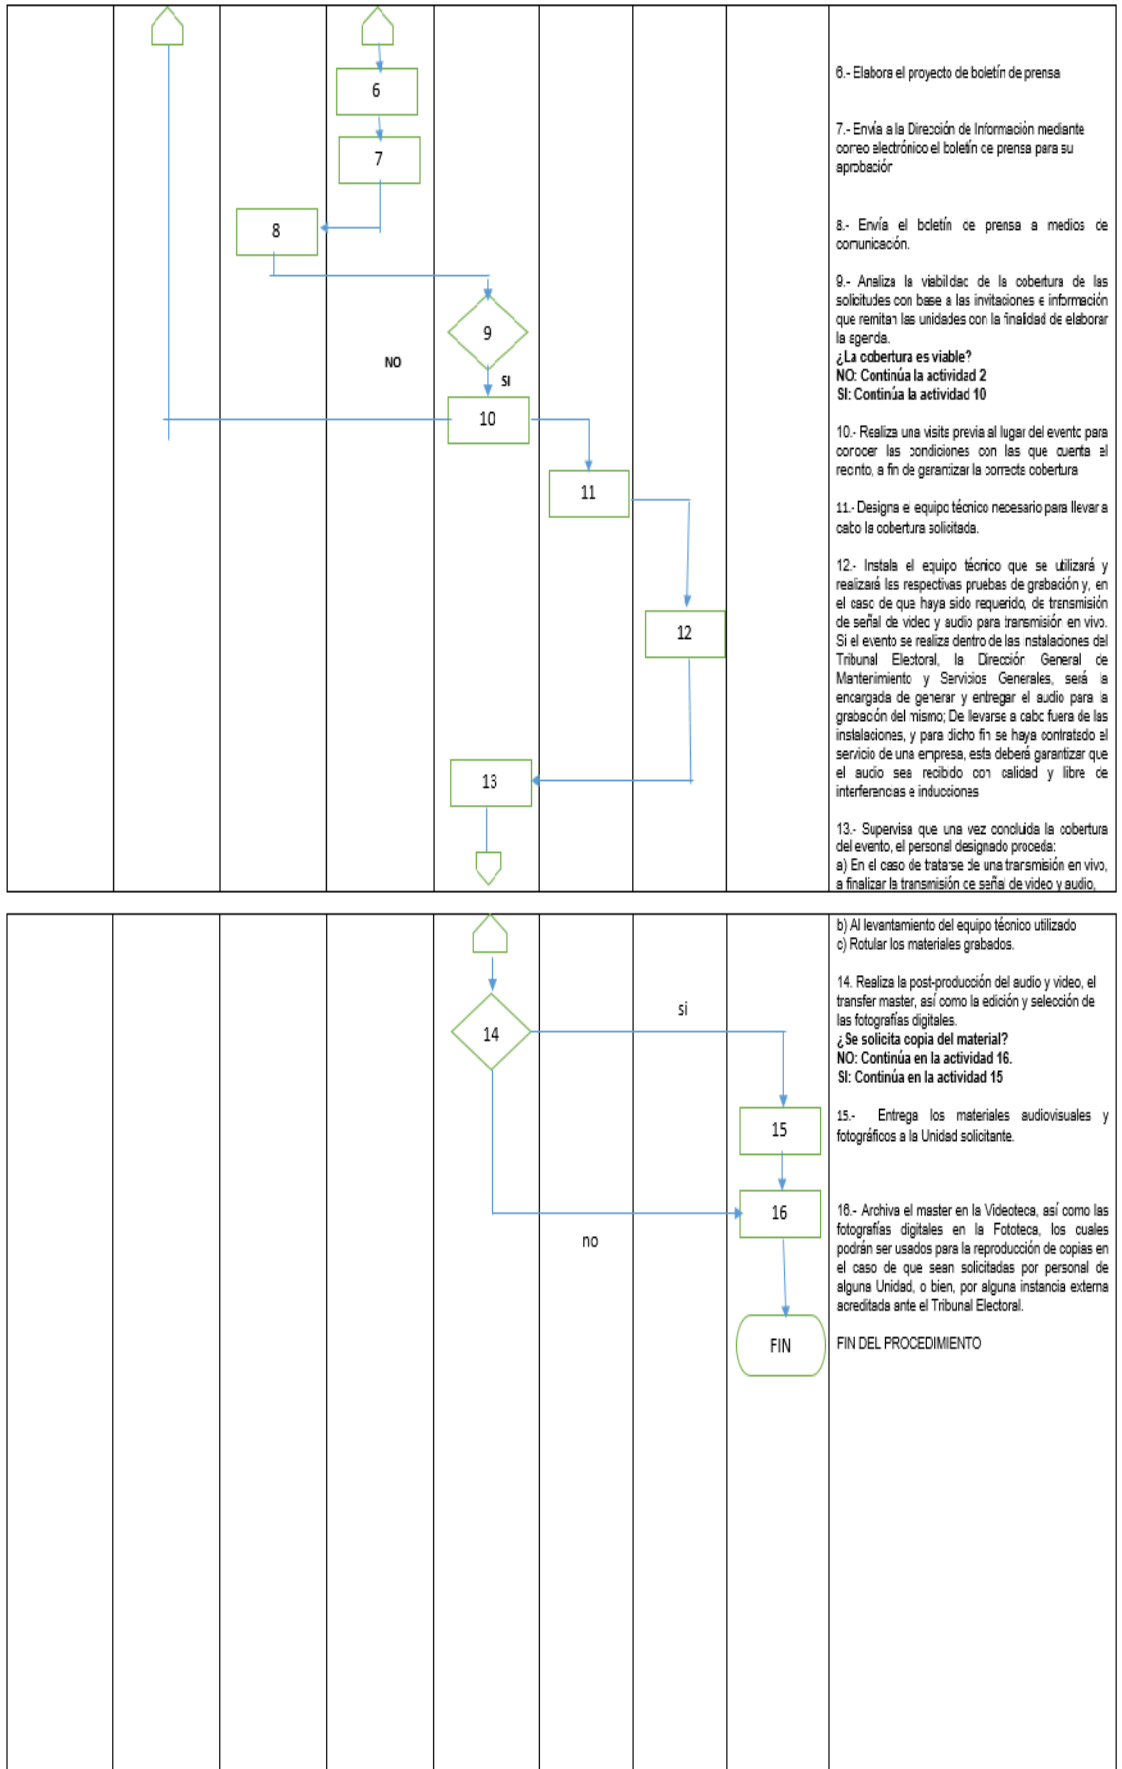 6
7
8
9
NO
SI
10
11
12
13
6.- Elabora el proyecto de boletín de prensa
7.- Envía a la Dirección de Información mediante
correo electrónico el boletín de prensa para su
aprobación
8.- Envía el boletín de prensa a medios de
comunicación.
9.- Analiza la viabilidad de la cobertura de las
solicitudes con base a las invitaciones e información
que remitan las unidades con la finalidad de elaborar
la agenda.
¿La cobertura es viable?
NO: Continúa la actividad 2
SI: Continúa la actividad 10
10.- Realiza una visita previa al lugar del evento para
conocer las condiciones con las que cuenta el
recinto, a fin de garantizar la correcta cobertura
11.- Designa el equipo técnico necesario para llevar a
cabo la cobertura solicitada.
12.- Instala el equipo técnico que se utilizará y
realizará las respectivas pruebas de grabación y, en
el caso de que haya sido requerido, de transmisión
de señal de video y audio para transmisión en vivo.
Si el evento se realiza dentro de las instalaciones del
Tribunal Electoral, la Dirección General de
Mantenimiento y Servicios Generales, será la
encargada de generar y entregar el audio para la
grabación del mismo; De llevarse a cabo fuera de las
instalaciones, y para dicho fin se haya contratado el
servicio de una empresa, esta deberá garantizar que
el audio sea recibido con calidad y libre de
interferencias e inducciones
13.- Supervisa que una vez concluida la cobertura
del evento, el personal designado proceda:
a) En el caso de tratarse de una transmisión en vivo,
a finalizar la transmisión de señal de video y audio,
14
si
15
16
no
FIN
b) Al levantamiento del equipo técnico utilizado
c) Rotular los materiales grabados.
14. Realiza la post-producción del audio y video, el
transfer master, así como la edición y selección de
las fotografías digitales.
¿Se solicita copia del material?
NO: Continúa en la actividad 16.
SI: Continúa en la actividad 15
15.- Entrega los materiales audiovisuales y
fotográficos a la Unidad solicitante.
16.- Archiva el master en la Videoteca, así como las
fotografías digitales en la Fototeca, los cuales
podrán ser usados para la reproducción de copias en
el caso de que sean solicitadas por personal de
alguna Unidad, o bien, por alguna instancia externa
acreditada ante el Tribunal Electoral.
FIN DEL PROCEDIMIENTO